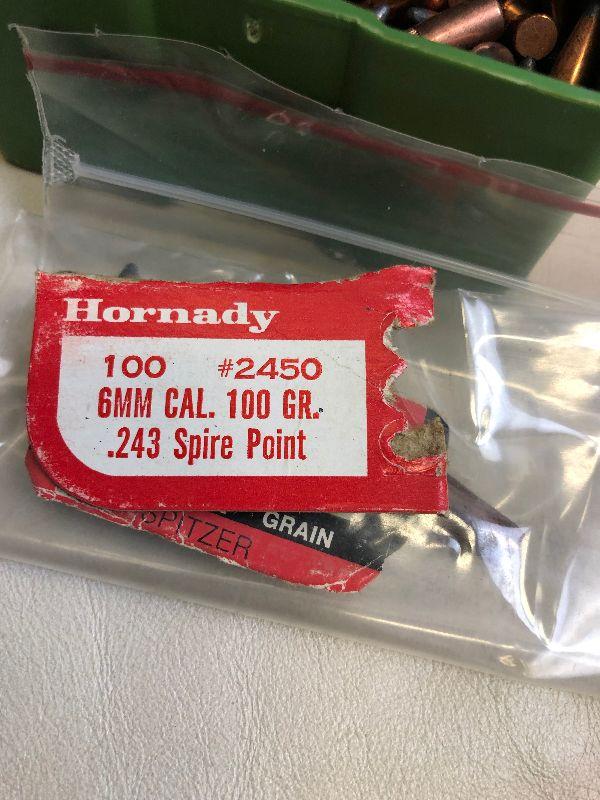 Hornady
100 #2450
6MM CAL. 100 GR.
.243 Spire Point
SPITZER GRAIN